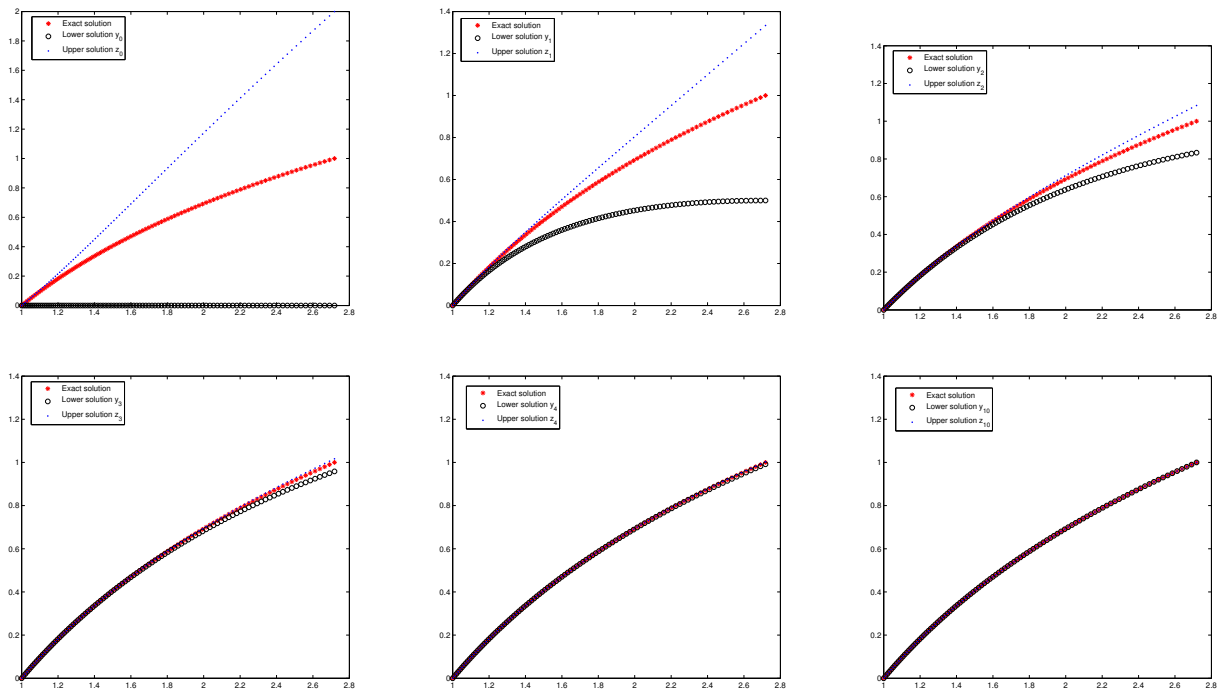 2
1.8
1.6
1.4
1.2
1
0.8
0.6
0.4
0.2
0
Exact solution
Lower solution y0
Upper solution z0
1 1.2 1.4 1.6 1.8 2 2.2 2.4 2.6 2.8
1.4
1.2
1
0.8
0.6
0.4
0.2
0
Exact solution
Lower solution y1
Upper solution z1
1 1.2 1.4 1.6 1.8 2 2.2 2.4 2.6 2.8
1.4
1.2
1
0.8
0.6
0.4
0.2
0
Exact solution
Lower solution y2
Upper solution z2
1 1.2 1.4 1.6 1.8 2 2.2 2.4 2.6 2.8
1.4
1.2
1
0.8
0.6
0.4
0.2
0
Exact solution
Lower solution y3
Upper solution z3
1 1.2 1.4 1.6 1.8 2 2.2 2.4 2.6 2.8
1.4
1.2
1
0.8
0.6
0.4
0.2
0
Exact solution
Lower solution y4
Upper solution z4
1 1.2 1.4 1.6 1.8 2 2.2 2.4 2.6 2.8
1.4
1.2
1
0.8
0.6
0.4
0.2
0
Exact solution
Lower solution y10
Upper solution z10
1 1.2 1.4 1.6 1.8 2 2.2 2.4 2.6 2.8